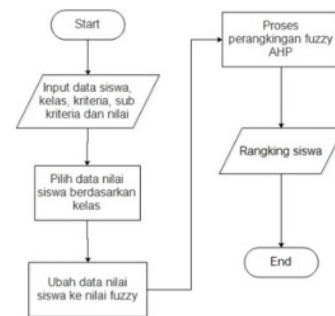 Start
Input data siswa,
kelas, kriteria, sub
kriteria dan nilai
Pilih data nilai
siswa berdasarkan
kelas
Ubah data nilai
siswa ke nilai fuzzy
Proses
perangkingan fuzzy
AHP
Rangking siswa
End